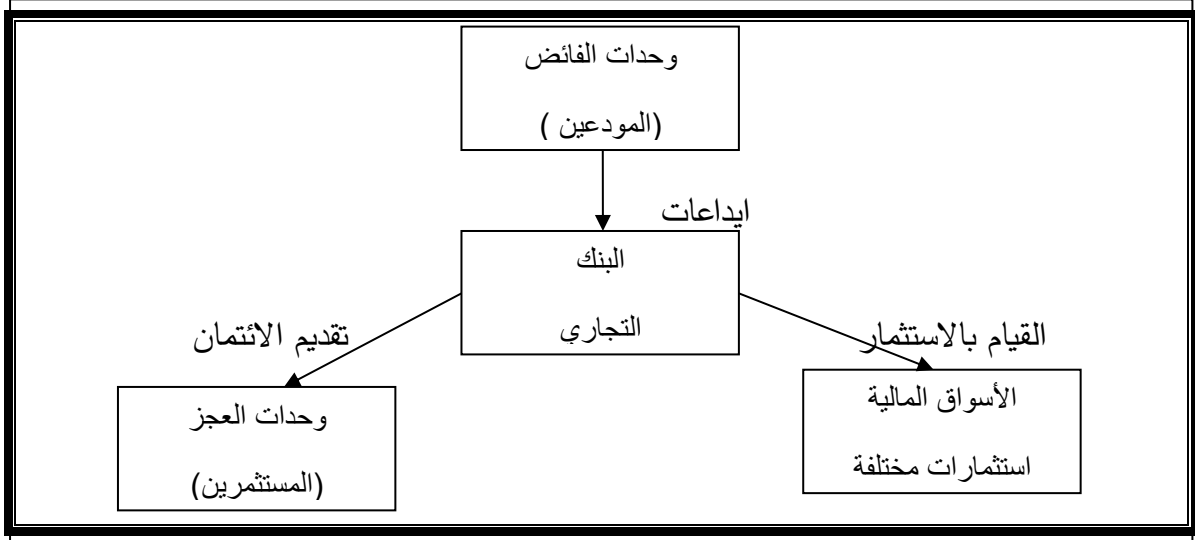 وحدات الفائض
(المودعين )
ايداعات
البنك
التجاري
القيام بالاستثمار
تقديم الائتمان
الأسواق المالية
استثمارات مختلفة
وحدات العجز
(المستثمرين)